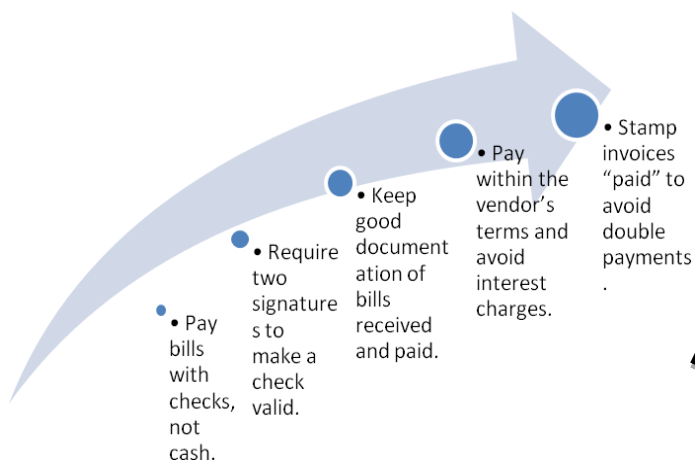 • Pay
bills
with
checks,
not
cash.
• Require
two
signature
s to
make a
check
valid.
• Keep
good
document
ation of
bills
received
and paid.
• Pay
within the
vendor’s
terms and
avoid
interest
charges.
• Stamp
invoices
“paid” to
avoid
double
payments
.